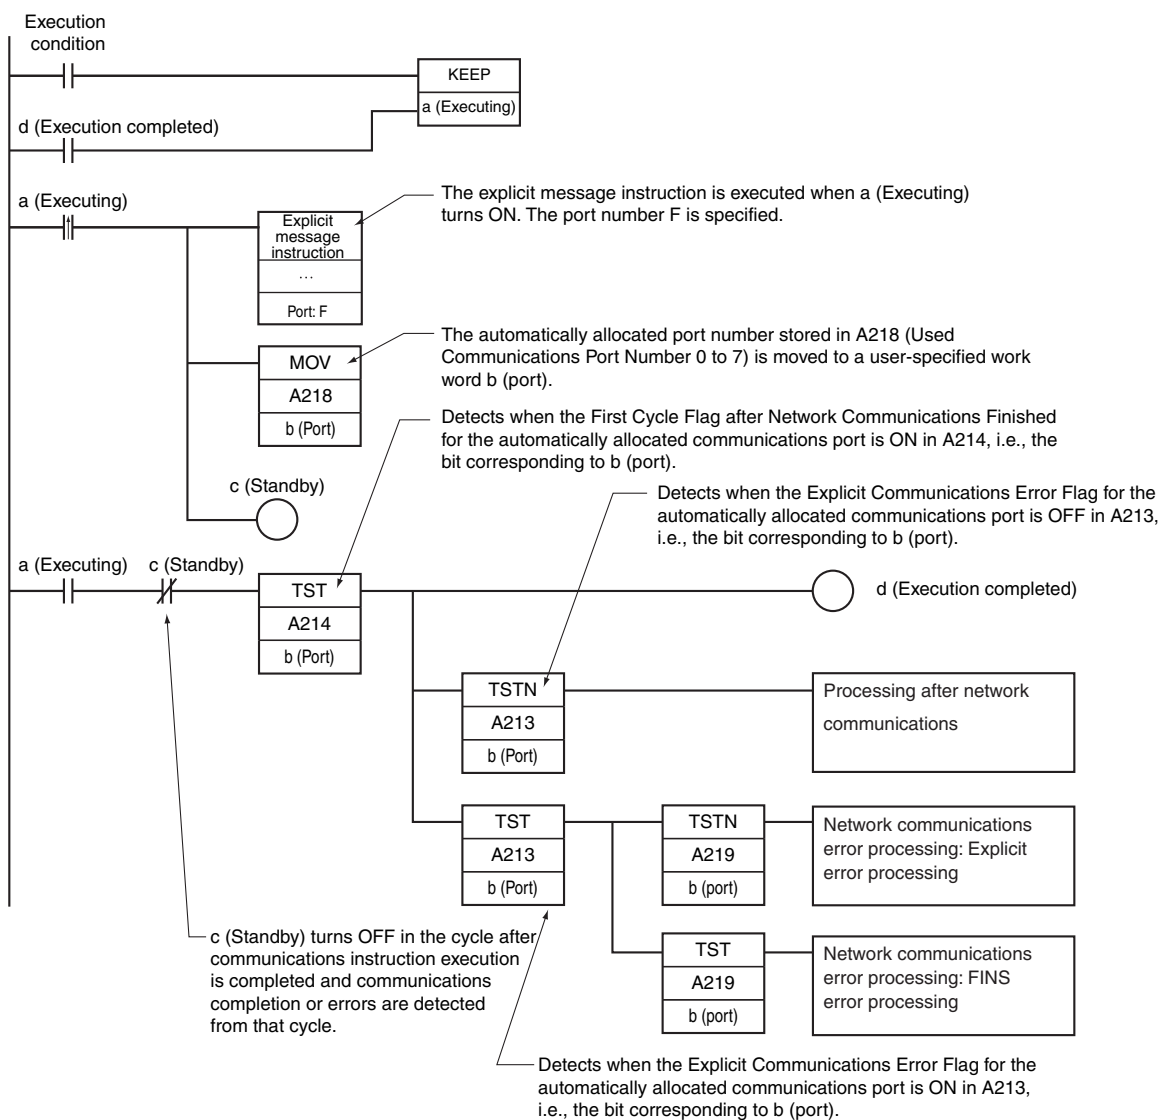 Execution
condition
KEEP
a (Executing)
d (Execution completed)
a (Executing)
The explicit message instruction is executed when a (Executing)
turns ON. The port number F is specified.
Explicit
message
instruction
...
Port: F
The automatically allocated port number stored in A218 (Used
Communications Port Number 0 to 7) is moved to a user-specified work
word b (port).
MOV
A218
b (Port)
Detects when the First Cycle Flag after Network Communications Finished
for the automatically allocated communications port is ON in A214, i.e., the
bit corresponding to b (port).
c (Standby)
Detects when the Explicit Communications Error Flag for the
automatically allocated communications port is OFF in A213,
i.e., the bit corresponding to b (port).
a (Executing)
c (Standby)
TST
A214
b (Port)
d (Execution completed)
TSTN
A213
b (Port)
Processing after network
communications
TST
A213
b (Port)
TSTN
A219
b (port)
Network communications
error processing: Explicit
error processing
c (Standby) turns OFF in the cycle after
communications instruction execution
is completed and communications
completion or errors are detected
from that cycle.
TST
A219
b (port)
Network communications
error processing: FINS
error processing
Detects when the Explicit Communications Error Flag for the
automatically allocated communications port is ON in A213,
i.e., the bit corresponding to b (port).